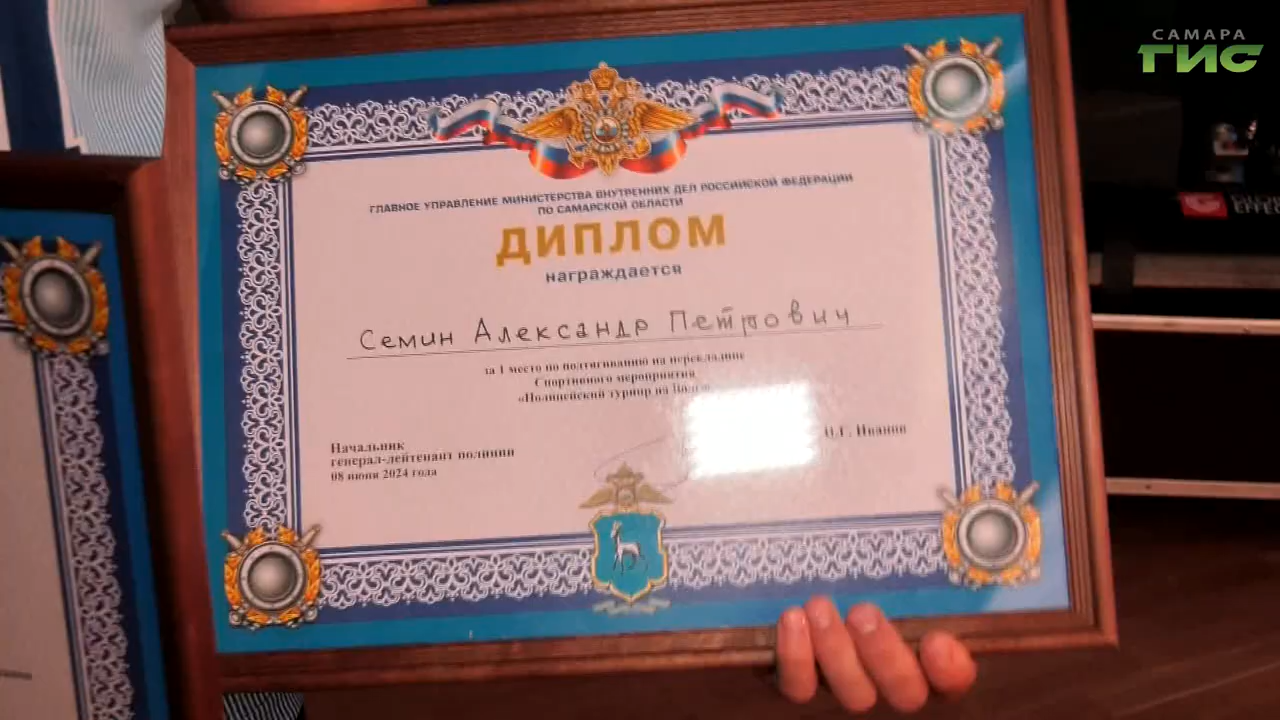 САМАРА
ГИС
ГЛАВНОЕ УПРАВЛЕНИЕ МИНИСТЕРСТВА ВНУТРЕННИХ ДЕЛ РОССИЙСКОЙ ФЕДЕРАЦИИ
ПО САМАРСКОЙ ОБЛАСТИ
ДИПЛОМ
награждается
Семин Александр Петрович
за 1 место по подтягиванию на перекладине
Спортивного мероприятия
«Полицейский турнир на
Начальник
генерал-лейтенант полиции
08 июня 2024 года
Иванов